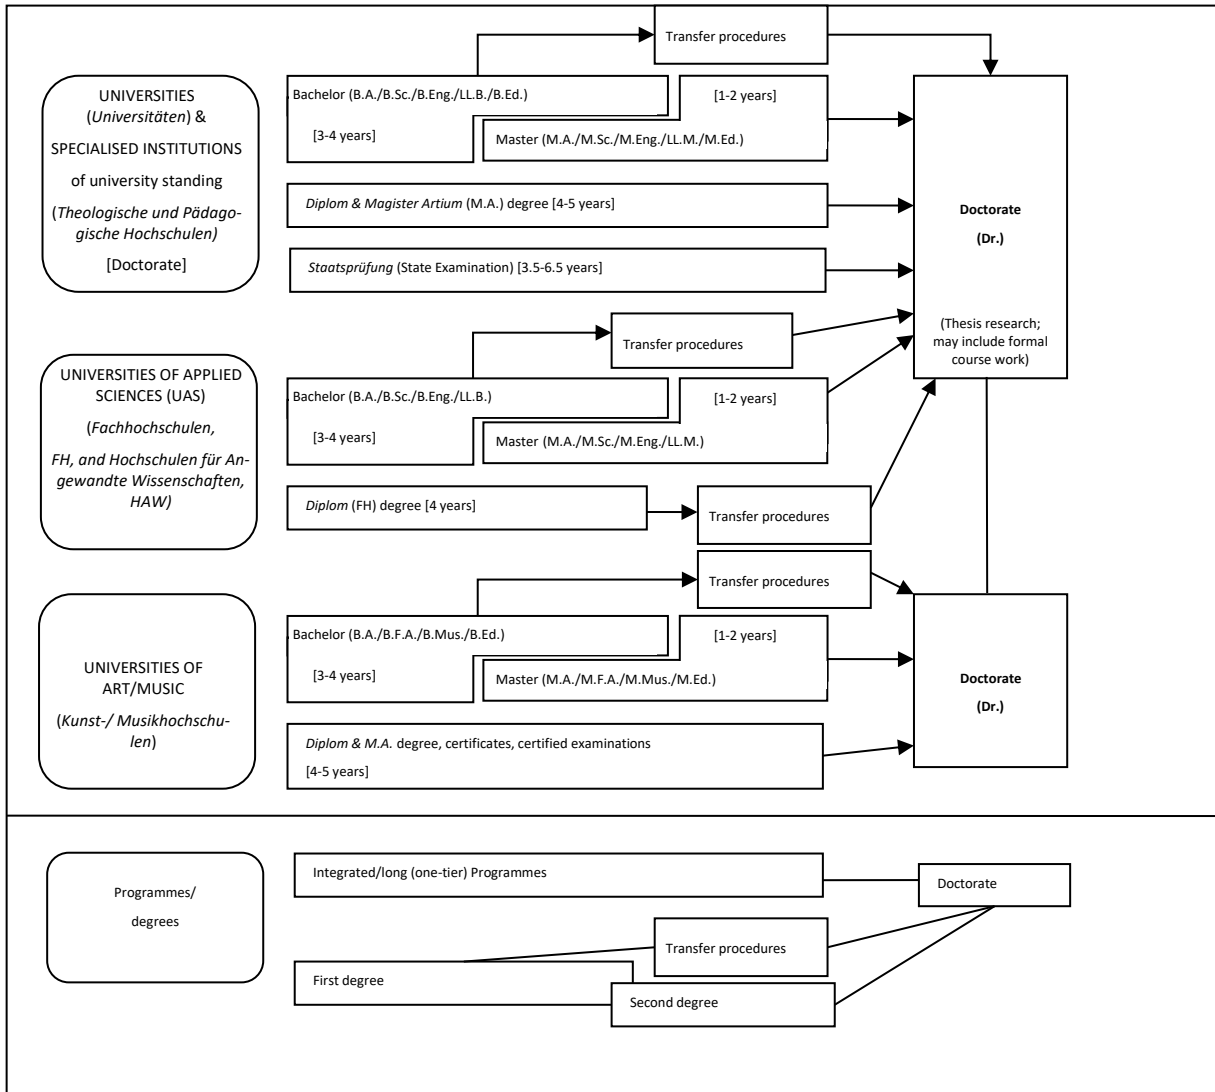 Transfer procedures
UNIVERSITIES
(Universitäten) &
SPECIALISED INSTITUTIONS
of university standing
(Theologische und Pädago-
gische Hochschulen)
[Doctorate]
Bachelor (B.A./B.Sc./B.Eng./LL.B./B.Ed.)
[3-4 years]
[1-2 years]
Master (M.A./M.Sc./M.Eng./LL.M./M.Ed.)
Diplom & Magister Artium (M.A.) degree [4-5 years]
Staatsprüfung (State Examination) [3.5-6.5 years]
Doctorate
(Dr.)
(Thesis research;
may include formal
course work)
Transfer procedures
UNIVERSITIES OF APPLIED
SCIENCES (UAS)
(Fachhochschulen,
FH, and Hochschulen für An-
gewandte Wissenschaften,
HAW)
Bachelor (B.A./B.Sc./B.Eng./LL.B.)
[3-4 years]
[1-2 years]
Master (M.A./M.Sc./M.Eng./LL.M.)
Diplom (FH) degree [4 years]
Transfer procedures
Transfer procedures
UNIVERSITIES OF
ART/MUSIC
(Kunst-/ Musikhochschu-
len)
Bachelor (B.A./B.F.A./B.Mus./B.Ed.)
[3-4 years]
[1-2 years]
Master (M.A./M.F.A./M.Mus./M.Ed.)
Diplom & M.A. degree, certificates, certified examinations
[4-5 years]
Doctorate
(Dr.)
Programmes/
degrees
Integrated/long (one-tier) Programmes
Doctorate
Transfer procedures
First degree
Second degree